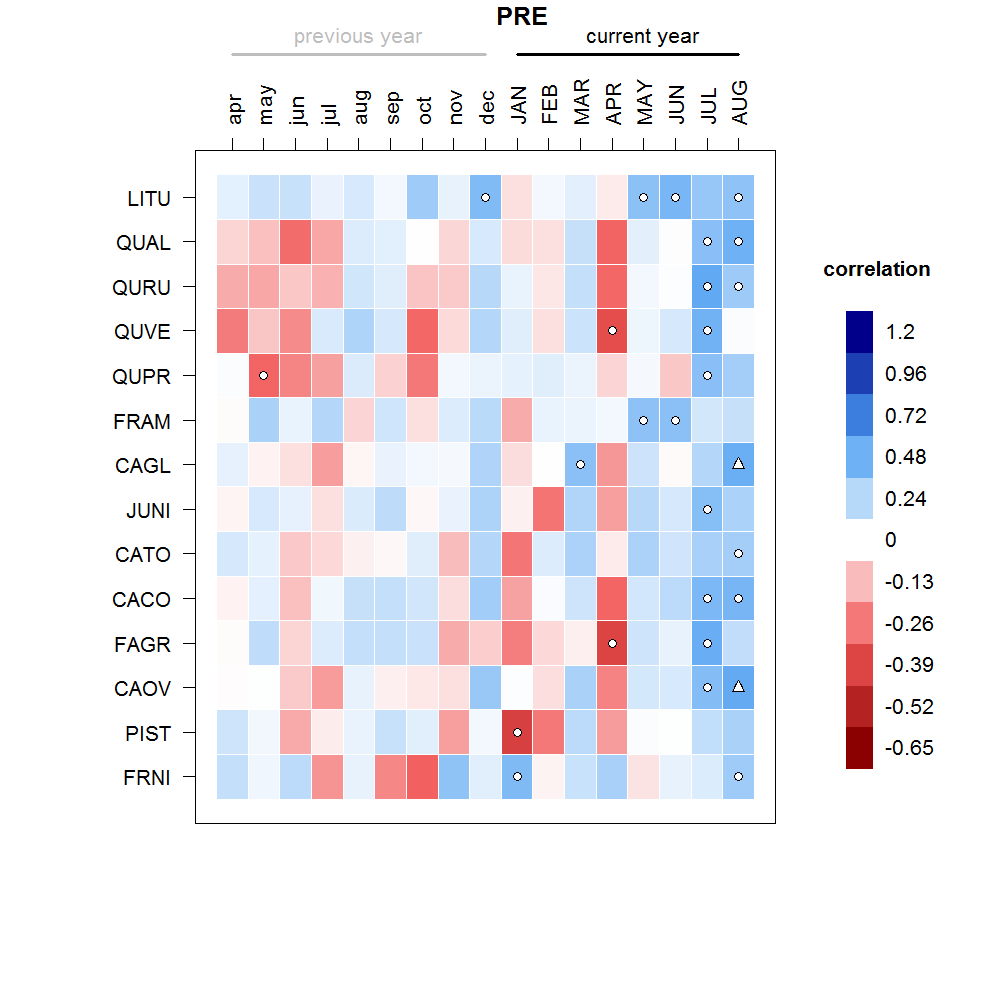 PRE
previous year current year
apr may jun jul aug sep oct nov dec JAN FEB MAR APR MAY JUN JUL AUG
LITU
QUAL
QURU
QUVE
QUPR
FRAM
CAGL
JUNI
CATO
CACO
FAGR
CAOV
PIST
FRNI
correlation
1.2
0.96
0.72
0.48
0.24
0
-0.13
-0.26
-0.39
-0.52
-0.65